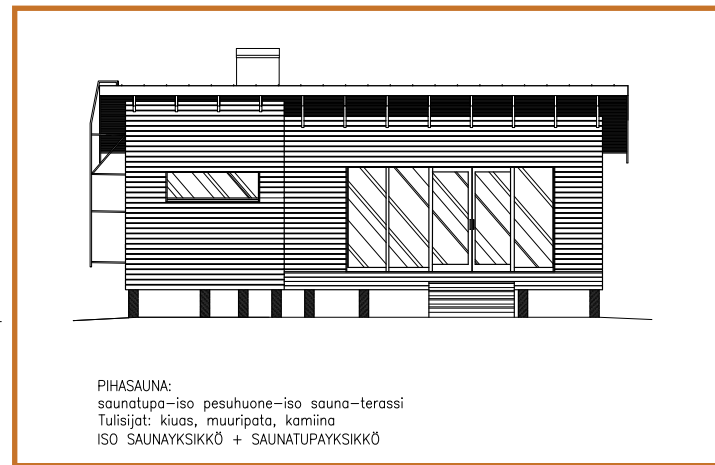 PIHASAUNA:
saunatupa-iso pesuhuone-iso sauna-terassi
Tulisijat: kiuas, muuripata, kamiina
ISO SAUNAYKSIKKÖ + SAUNATUPAYKSIKKÖ